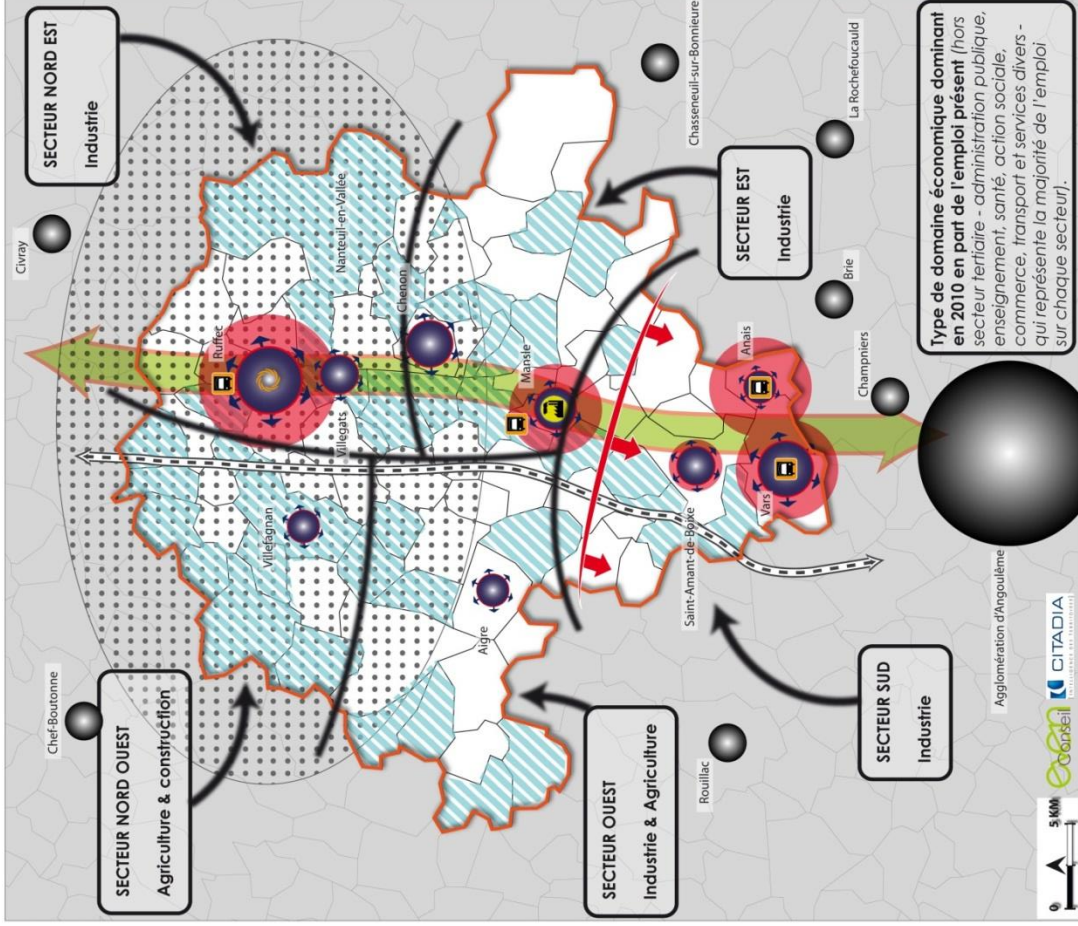 Civray
SECTEUR NORD EST
Industrie
Chef-Boutonne
SECTEUR NORD OUEST
Agriculture & construction
Ruffec
Villegats
Nanteuil-en-Vallée
Villefagnan
Chenon
Chasseneuil-sur-Bonnieure
Mansle
Aigre
SECTEUR EST
Industrie
La Rochefoucauld
SECTEUR OUEST
Industrie & Agriculture
Saint-Amant-de-Boixe
Anais
Vars
Brie
Rouillac
Champniers
SECTEUR SUD
Industrie
Agglomération d'Angoulême
Type de domaine économique dominant
en 2010 en part de l'emploi présent (hors
secteur tertiaire - administration publique,
enseignement, santé, action sociale,
commerce, transport et services divers -
qui représente la majorité de l'emploi
sur chaque secteur).
0 5 KM
even
Conseil
CITADIA